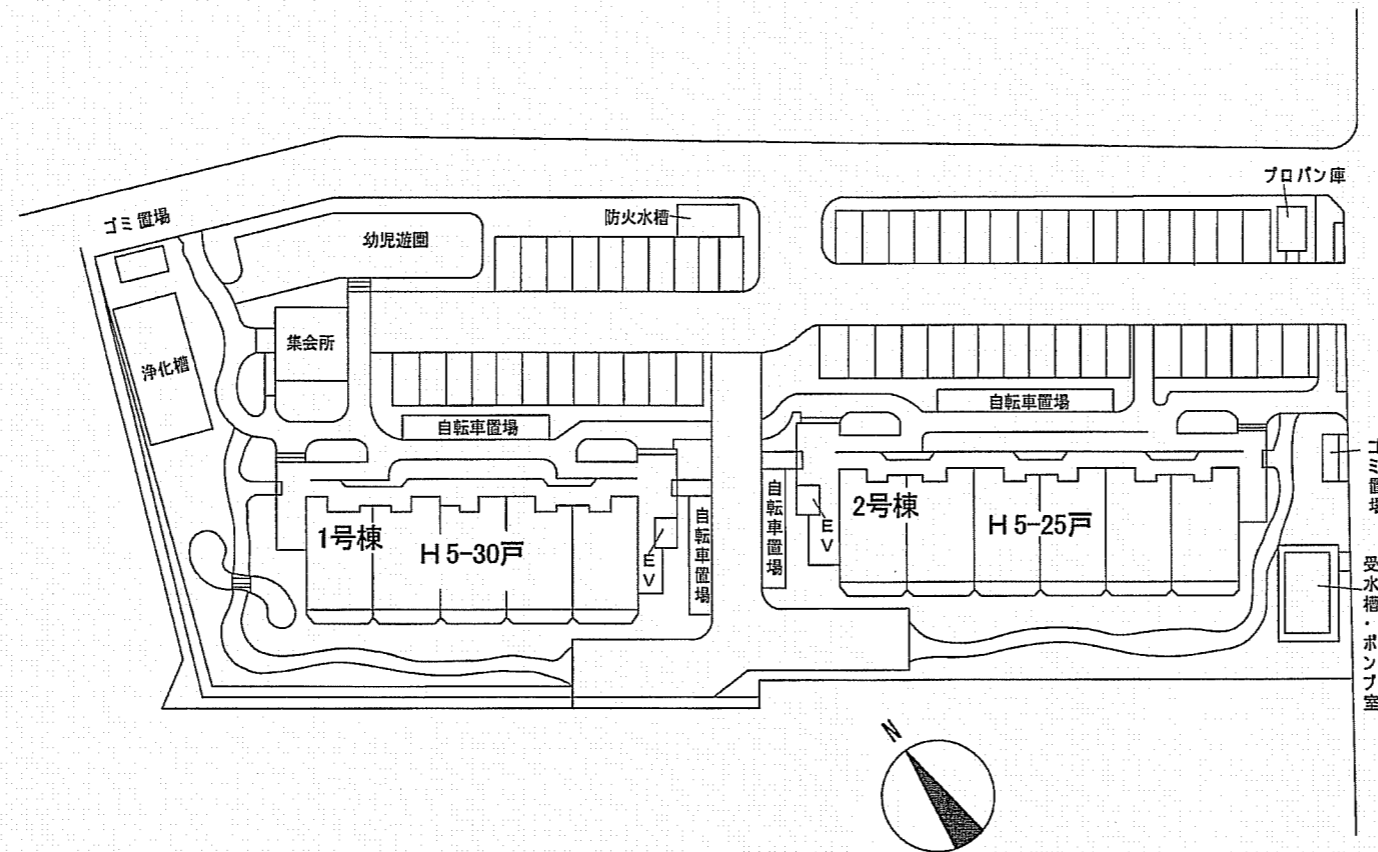 プロパン庫
ゴミ置場
防火水槽
幼児遊園
集会所
浄化槽
自転車置場
自転車置場
ゴミ置場
1号棟
H5-30戸
EV
自転車置場
自転車置場
EV
2号棟
H5-25戸
受水槽・ポンプ室
N